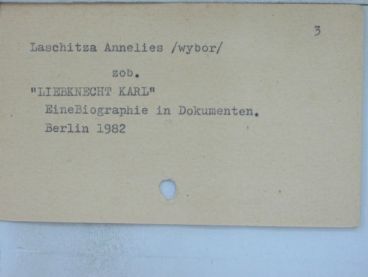 3
Laschitza Annelies /wybor/
zob.
"LIEBKNECHT KARL"
EineBiographie in Dokumenten.
Berlin 1982